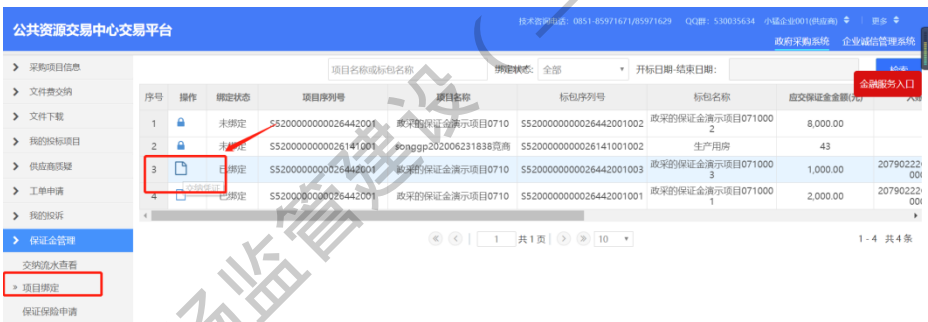 技术咨询电话：0851-85971671/85971629 QQ群：530035634 小猛企业001(供应商) 更多
公共资源交易中心交易平台
政府采购系统 企业诚信管理系统
采购项目信息
文件费交纳
文件下载
我的投标项目
供应商质疑
工单申请
我的投诉
保证金管理
交纳流水查看
» 项目绑定
保证保险申请
项目名称或标包名称 绑定状态： 全部 开标日期-结束日期： 检索
金融服务入口
序号 操作 绑定状态 项目序列号 项目名称 标包序列号 标包名称 应交保证金金额(元)
1 未绑定 S5200000000026442001 政采的保证金演示项目0710 S5200000000026442001002 政采的保证金演示项目0710002 8,000.00
2 未绑定 S5200000000026141001 songgp202006231838竞商 S5200000000026141001002 生产用房 43
3 已绑定 S5200000000026442001 政采的保证金演示项目0710 S5200000000026442001003 政采的保证金演示项目0710003 1,000.00 20790222
交纳凭证
4 已绑定 S5200000000026442001 政采的保证金演示项目0710 S5200000000026442001001 政采的保证金演示项目0710001 2,000.00 20790222
1 共1页 10 1 - 4 共4条
场监管建设（